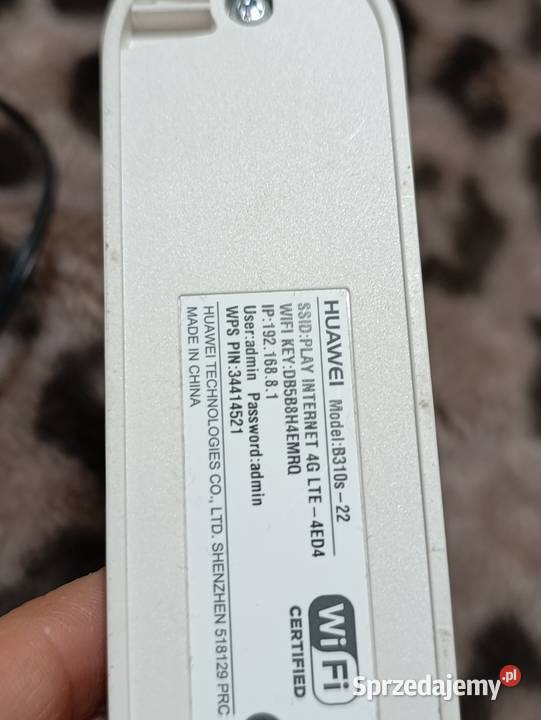 HUAWEI Model:B310s-22
SSID:PLAY INTERNET 4G LTE-4ED4
WIFI KEY:DB5B8H4EMRQ
IP:192.168.8.1
User:admin Password:admin
WPS PIN:34414521
HUAWEI TECHNOLOGIES CO., LTD. SHENZHEN 518129 PRC
MADE IN CHINA
Wi Fi
CERTIFIED
Sprzedajemy .pl